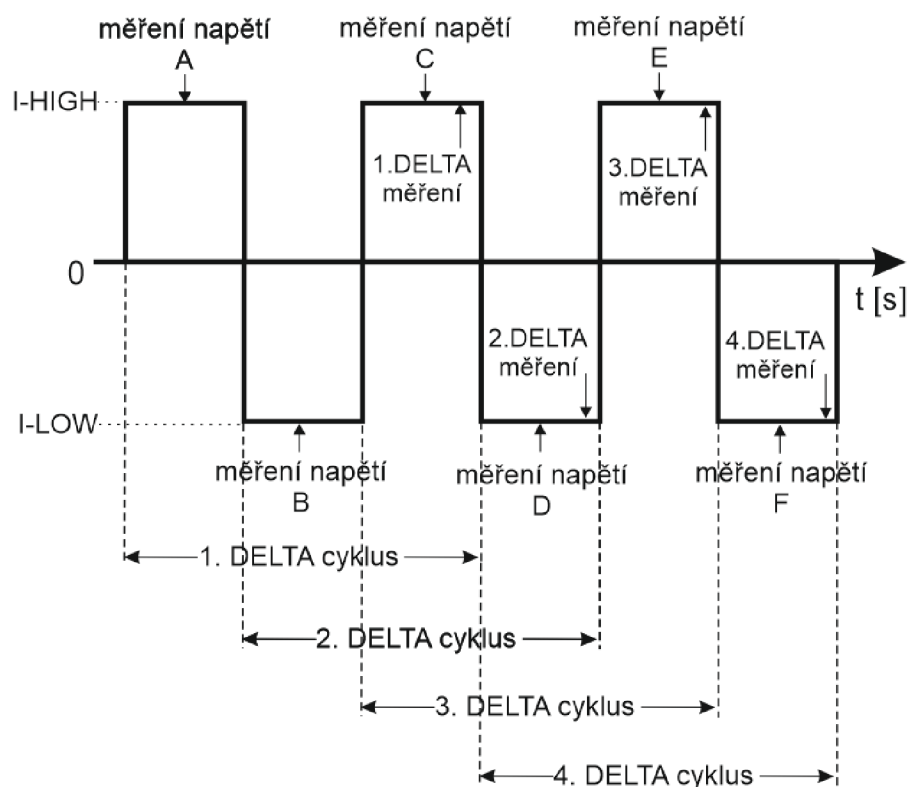 měření napětí
A
měření napětí
C
měření napětí
E
I-HIGH
1.DELTA
měření
3.DELTA
měření
0
t [s]
2.DELTA
měření
4.DELTA
měření
I-LOW
měření napětí
B
měření napětí
D
měření napětí
F
1. DELTA cyklus
2. DELTA cyklus
3. DELTA cyklus
4. DELTA cyklus